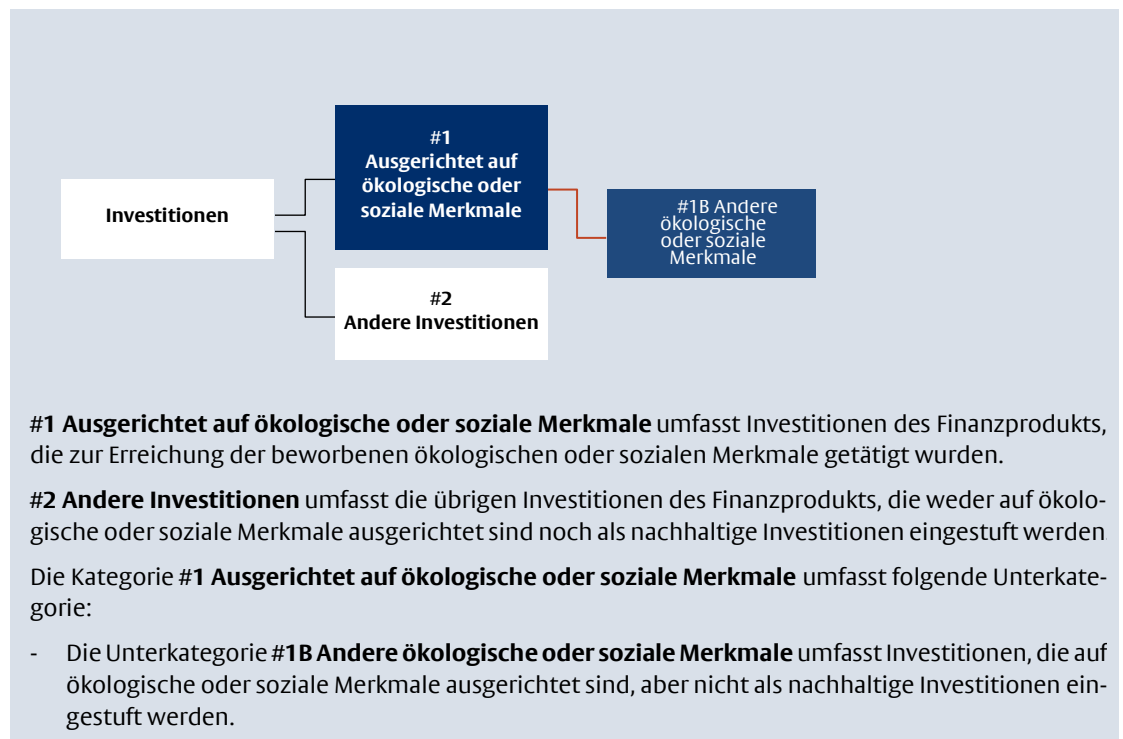 #1
Ausgerichtet auf
ökologische oder
soziale Merkmale
Investitionen
#1B Andere
ökologische
oder soziale
Merkmale
#2
Andere Investitionen
#1 Ausgerichtet auf ökologische oder soziale Merkmale umfasst Investitionen des Finanzprodukts,
die zur Erreichung der beworbenen ökologischen oder sozialen Merkmale getätigt wurden.
#2 Andere Investitionen umfasst die übrigen Investitionen des Finanzprodukts, die weder auf ökolo-
gische oder soziale Merkmale ausgerichtet sind noch als nachhaltige Investitionen eingestuft werden.
Die Kategorie #1 Ausgerichtet auf ökologische oder soziale Merkmale umfasst folgende Unterkate-
gorie:
- Die Unterkategorie #1B Andere ökologische oder soziale Merkmale umfasst Investitionen, die auf
ökologische oder soziale Merkmale ausgerichtet sind, aber nicht als nachhaltige Investitionen ein-
gestuft werden.